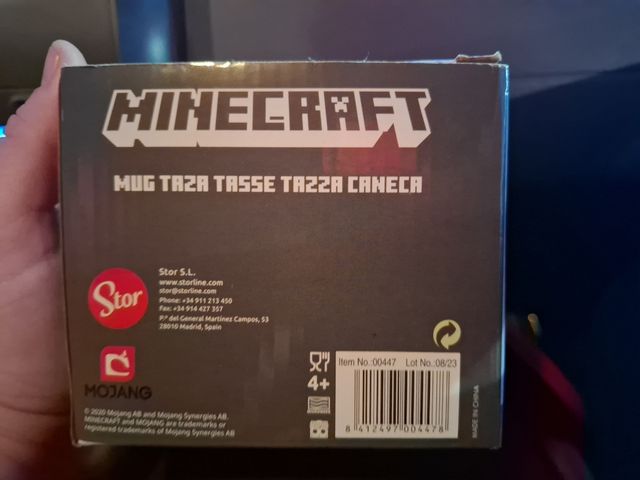 MINECRAFT
MUG TAZA TASSE TAZZA CANECA
Stor S.L.
www.storline.com
stor@storline.com
Phone: +34 911 213 450
Fax: +34 914 427 357
P.º del General Martínez Campos, 53
28010 Madrid, Spain
Stor
MOJANG
© 2020 Mojang AB and Mojang Synergies AB.
MINECRAFT and MOJANG are trademarks or
registered trademarks of Mojang Synergies AB
4+
Item No.:00447 Lot No.:08/23
8 412497 004478
MADE IN CHINA